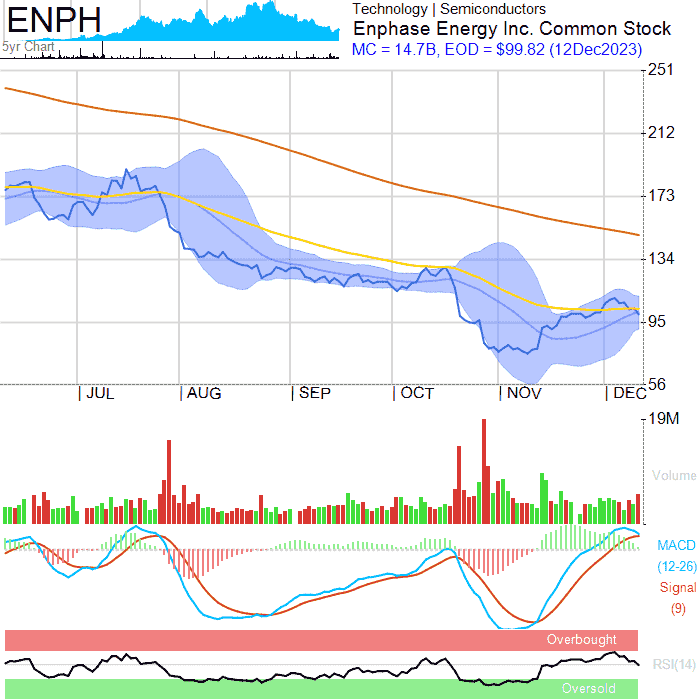 ENPH
5yr Chart
Technology | Semiconductors
Enphase Energy Inc. Common Stock
MC = 14.7B, EOD = $99.82 (12Dec2023)
251
212
173
134
95
56
JUL AUG SEP OCT NOV DEC
19M
Volume
MACD
(12-26)
Signal
(9)
Overbought
RSI(14)
Oversold